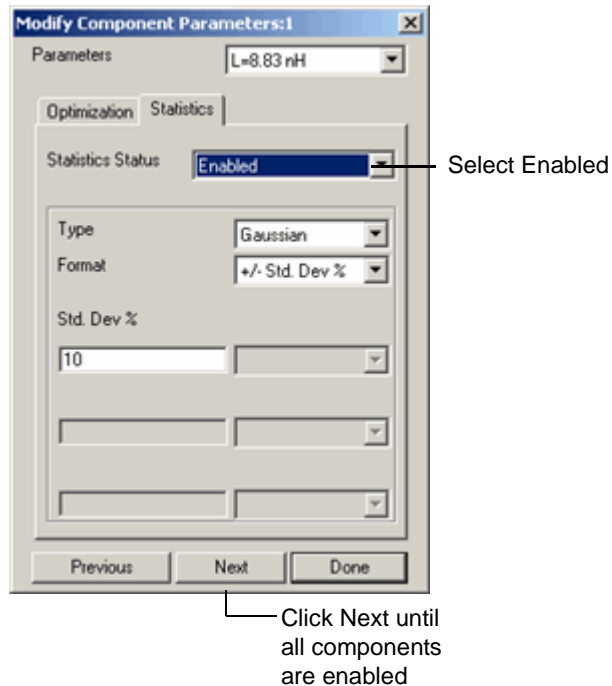 Modify Component Parameters:1
Parameters L=8.83 nH
Optimization Statistics
Statistics Status Enabled
Select Enabled
Type Gaussian
Format +/- Std. Dev %
Std. Dev %
10
Previous Next Done
Click Next until
all components
are enabled